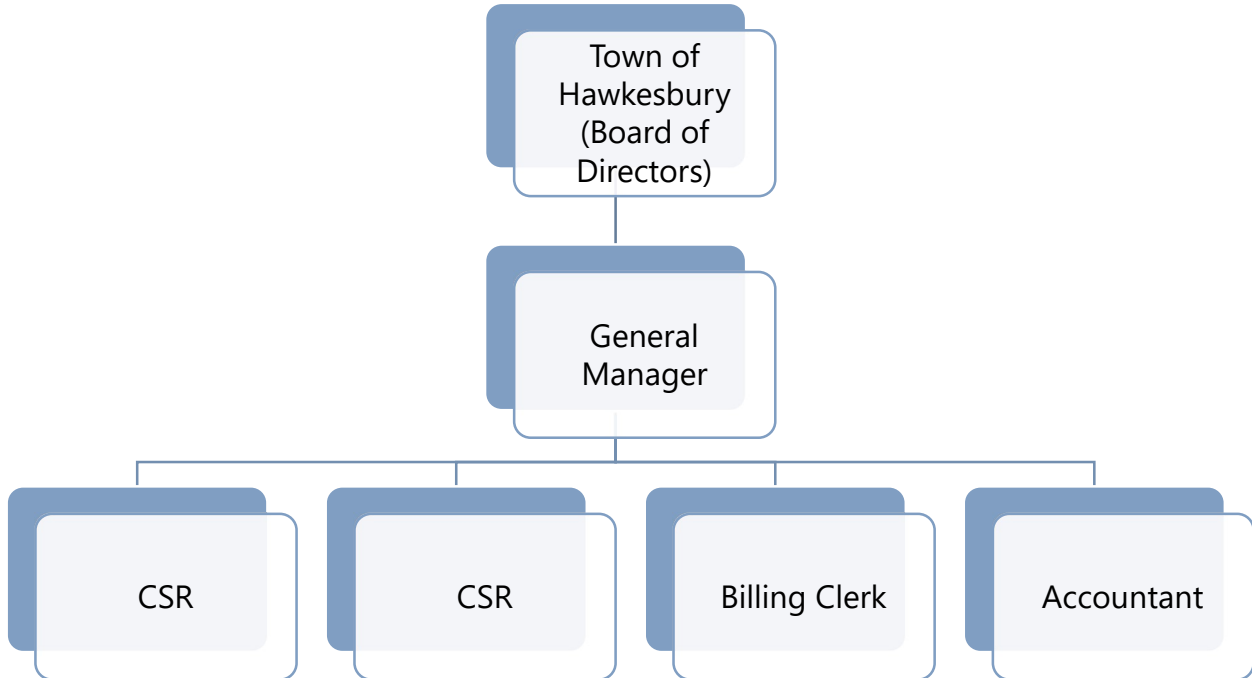 Town of
Hawkesbury
(Board of
Directors)
General
Manager
CSR
CSR
Billing Clerk
Accountant